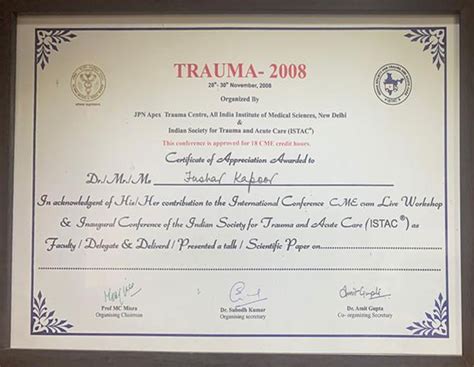 TRAUMA- 2008
28th- 30th November, 2008
Organized By
JPN Apex Trauma Centre, All India Institute of Medical Sciences, New Delhi
&
Indian Society for Trauma and Acute Care (ISTAC®)
This conference is approved for 18 CME credit hours.
Certificate of Appreciation Awarded to
Dr./Mr./Ms Tushar Kapoor
In acknowledgent of His/Her contribution to the International Conference CME cum Live Workshop
& Inaugural Conference of the Indian Society for Trauma and Acute Care (ISTAC®) as
Faculty / Delegate & Deliverd / Presented a talk / Scientific Paper on
Amit Gupta
Prof MC Misra
Organising Chairman
Dr. Subodh Kumar
Organising secretary
Dr. Amit Gupta
Co- organizing Secretary